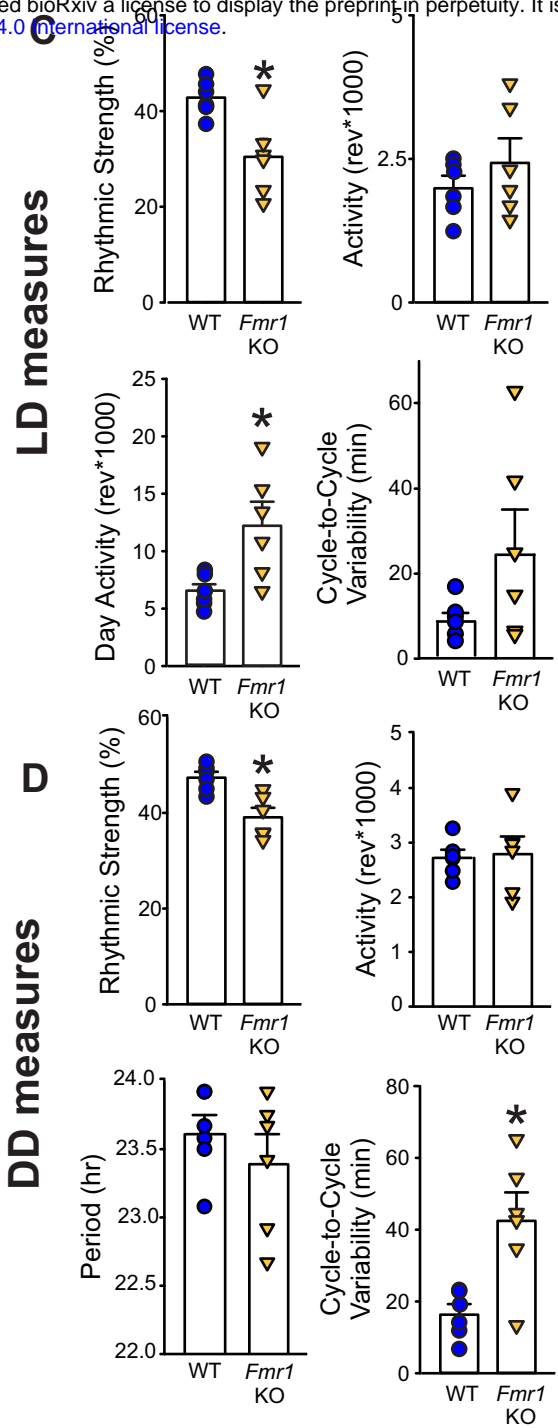 ed bioRxiv a license to display the preprint in perpetuity. It is
4.0 International license.
C
LD measures
Rhythmic Strength (%)
60
40
20
0
*
WT
Fmr1
KO
Activity (rev*1000)
5
2.5
0
WT
Fmr1
KO
Day Activity (rev*1000)
25
20
15
10
5
0
*
WT
Fmr1
KO
Cycle-to-Cycle
Variability (min)
60
40
20
0
WT
Fmr1
KO
D
DD measures
Rhythmic Strength (%)
60
40
20
0
*
WT
Fmr1
KO
Activity (rev*1000)
5
4
3
2
1
0
WT
Fmr1
KO
Period (hr)
24.0
23.5
23.0
22.5
22.0
WT
Fmr1
KO
Cycle-to-Cycle
Variability (min)
80
60
40
20
0
*
WT
Fmr1
KO